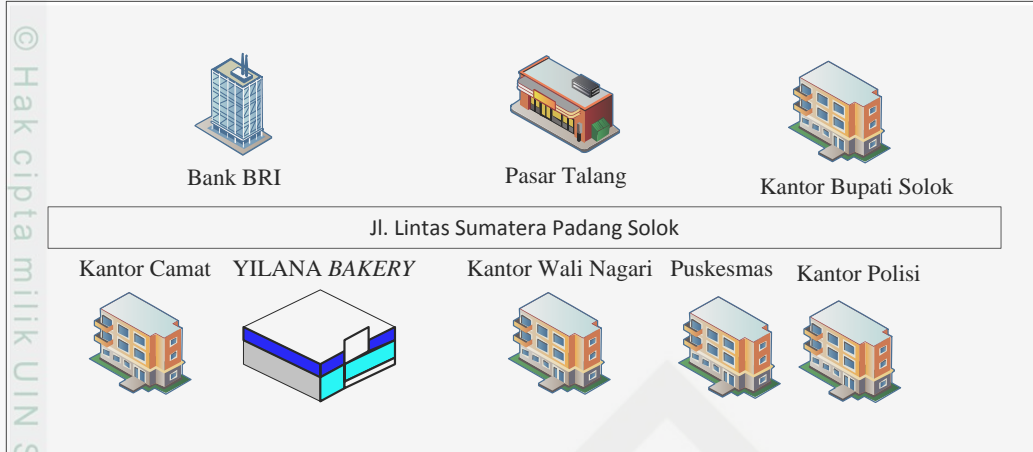 © Hak cipta milik UIN S
Bank BRI
Pasar Talang
Kantor Bupati Solok
Jl. Lintas Sumatera Padang Solok
Kantor Camat
YILANA BAKERY
Kantor Wali Nagari
Puskesmas
Kantor Polisi